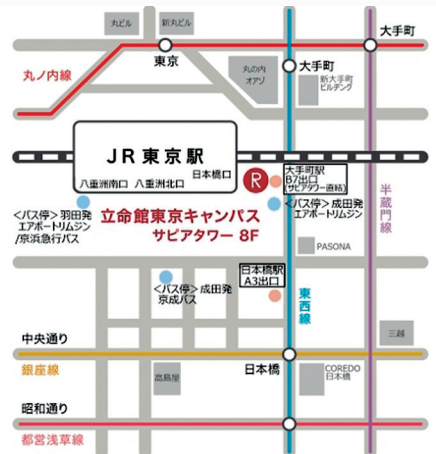 丸ビル
新丸ビル
丸ノ内線
東京
大手町
大手町
丸の内
オアゾ
新大手町
ビルヂング
JR東京駅
日本橋口
八重洲南口 八重洲北口
R
大手町駅
B7出口
(サピアタワー直結)
<バス停>羽田発
エアポートリムジン
/京浜急行バス
立命館東京キャンパス
サピアタワー 8F
<バス停>成田発
エアポートリムジン
半蔵門線
PASONA
<バス停>成田発
京成バス
日本橋駅
A3出口
東西線
中央通り
銀座線
三越
日本橋
高島屋
COREDO
日本橋
昭和通り
都営浅草線